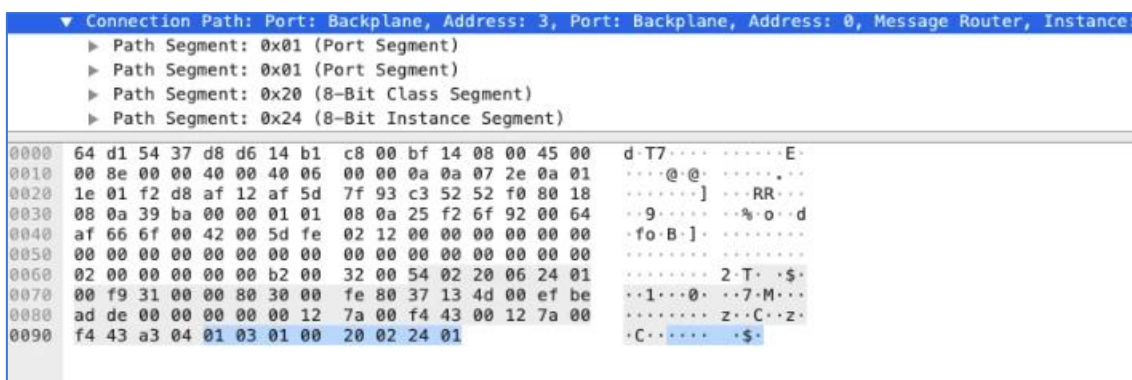 ▼ Connection Path: Port: Backplane, Address: 3, Port: Backplane, Address: 0, Message Router, Instance:
▶ Path Segment: 0x01 (Port Segment)
▶ Path Segment: 0x01 (Port Segment)
▶ Path Segment: 0x20 (8-Bit Class Segment)
▶ Path Segment: 0x24 (8-Bit Instance Segment)
0000 64 d1 54 37 d8 d6 14 b1 c8 00 bf 14 08 00 45 00 d·T7···· ······E·
0010 00 8e 00 00 40 00 40 06 00 00 0a 0a 07 2e 0a 01 ····@·@· ·····.··
0020 1e 01 f2 d8 af 12 af 5d 7f 93 c3 52 52 f0 80 18 ·······] ···RR···
0030 08 0a 39 ba 00 00 01 01 08 0a 25 f2 6f 92 00 64 ··9····· ··%·o··d
0040 af 66 6f 00 42 00 5d fe 02 12 00 00 00 00 00 00 ·fo·B·]· ········
0050 00 00 00 00 00 00 00 00 00 00 00 00 00 00 00 00 ········ ········
0060 02 00 00 00 00 00 b2 00 32 00 54 02 20 06 24 01 ········ 2·T· ·$·
0070 00 f9 31 00 00 80 30 00 fe 80 37 13 4d 00 ef be ··1···0· ··7·M···
0080 ad de 00 00 00 00 00 12 7a 00 f4 43 00 12 7a 00 ········ z··C··z·
0090 f4 43 a3 04 01 03 01 00 20 02 24 01 ·C······ ·$·